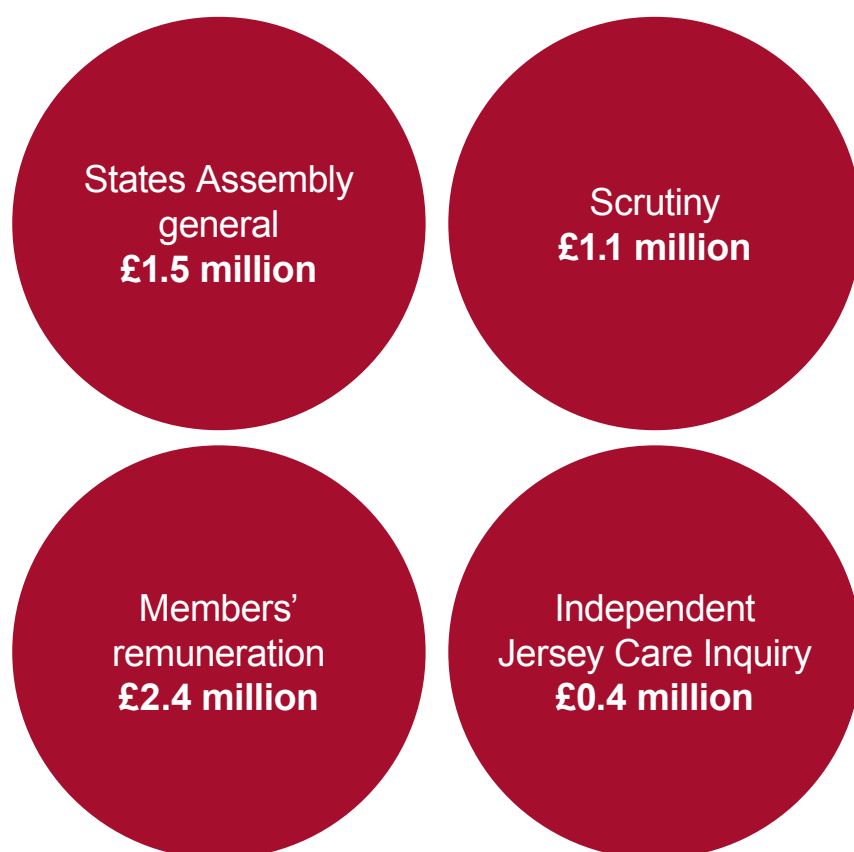 States Assembly
general
£1.5 million
Scrutiny
£1.1 million
Members’
remuneration
£2.4 million
Independent
Jersey Care Inquiry
£0.4 million